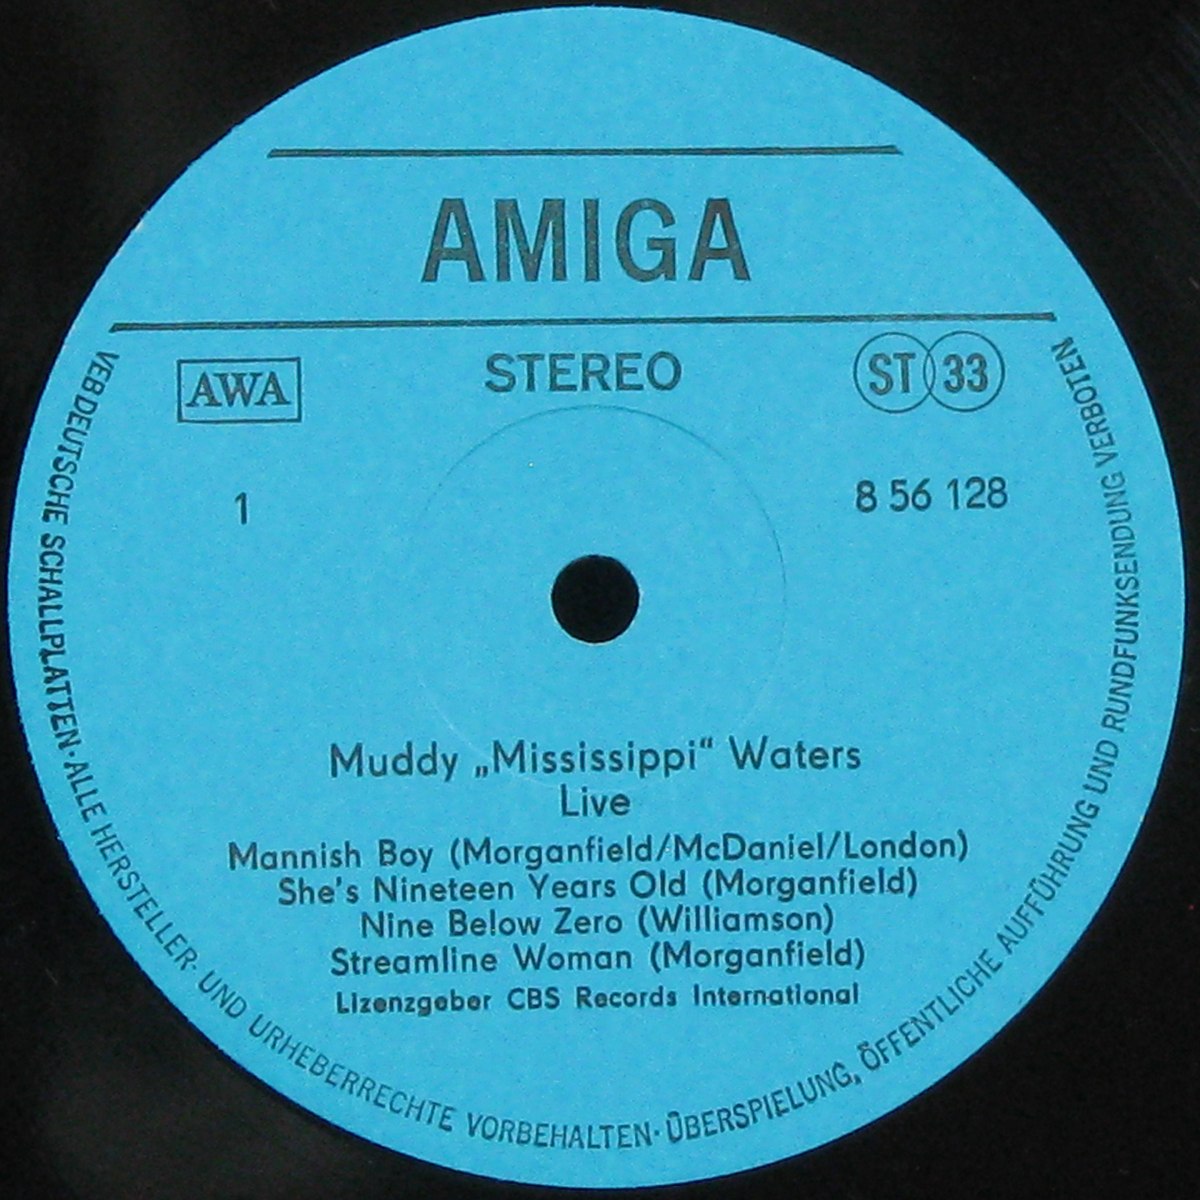 AMIGA
AWA
STEREO
ST 33
1
8 56 128
Muddy „Mississippi“ Waters
Live
Mannish Boy (Morganfield/McDaniel/London)
She's Nineteen Years Old (Morganfield)
Nine Below Zero (Williamson)
Streamline Woman (Morganfield)
Lizenzgeber CBS Records International
VEB DEUTSCHE SCHALLPLATTEN · ALLE HERSTELLER- UND URHEBERRECHTE VORBEHALTEN · ÜBERSPIELUNG, ÖFFENTLICHE AUFFÜHRUNG UND RUNDFUNKSENDUNG VERBOTEN